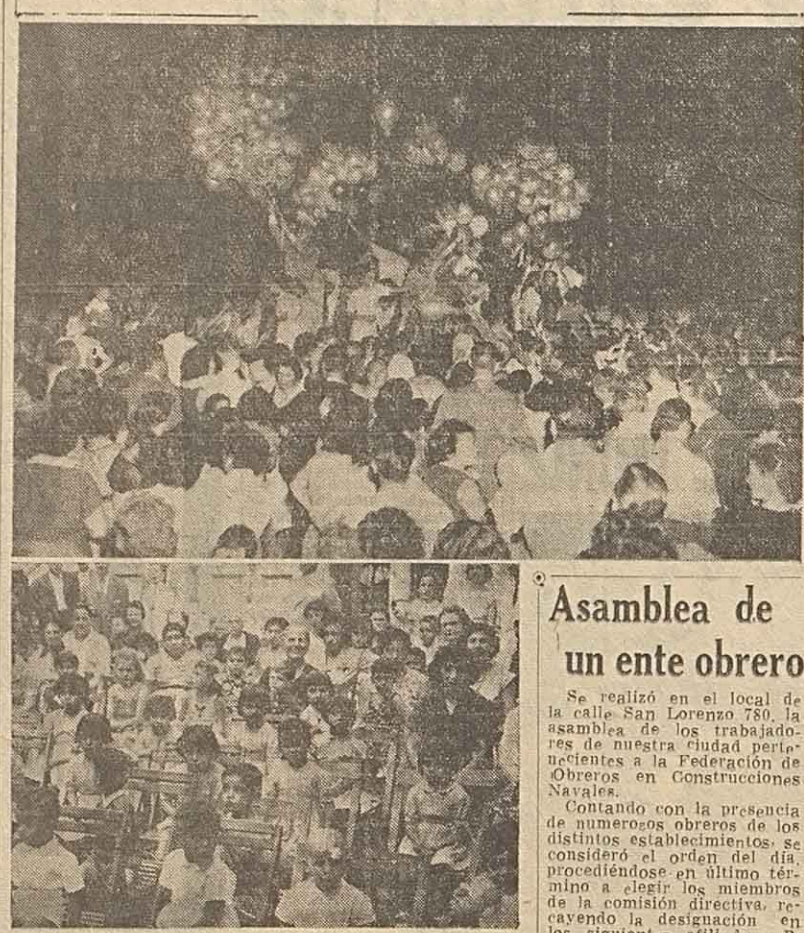 Asamblea de
un ente obrero
Se realizó en el local de
la calle San Lorenzo 780, la
asamblea de los trabajado-
res de nuestra ciudad perte-
necientes a la Federación de
Obreros en Construcciones
Navales.
Contando con la presencia
de numerosos obreros de los
distintos establecimientos, se
consideró el orden del día,
procediéndose en último tér-
mino a elegir los miembros
de la comisión directiva, re-
cayendo la designación en
los